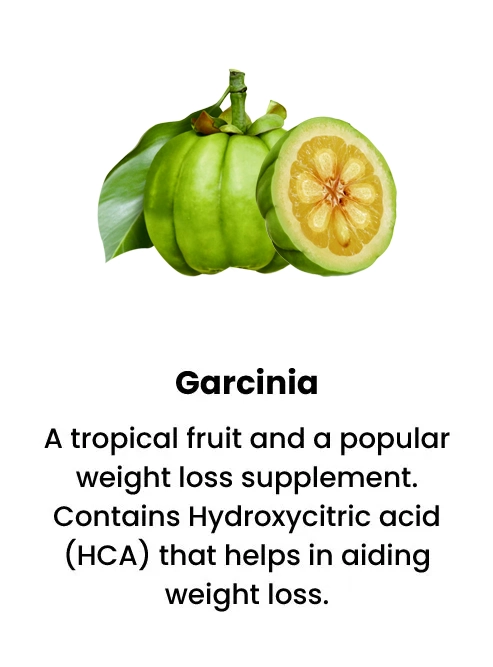 Garcinia
A tropical fruit and a popular
weight loss supplement.
Contains Hydroxycitric acid
(HCA) that helps in aiding
weight loss.